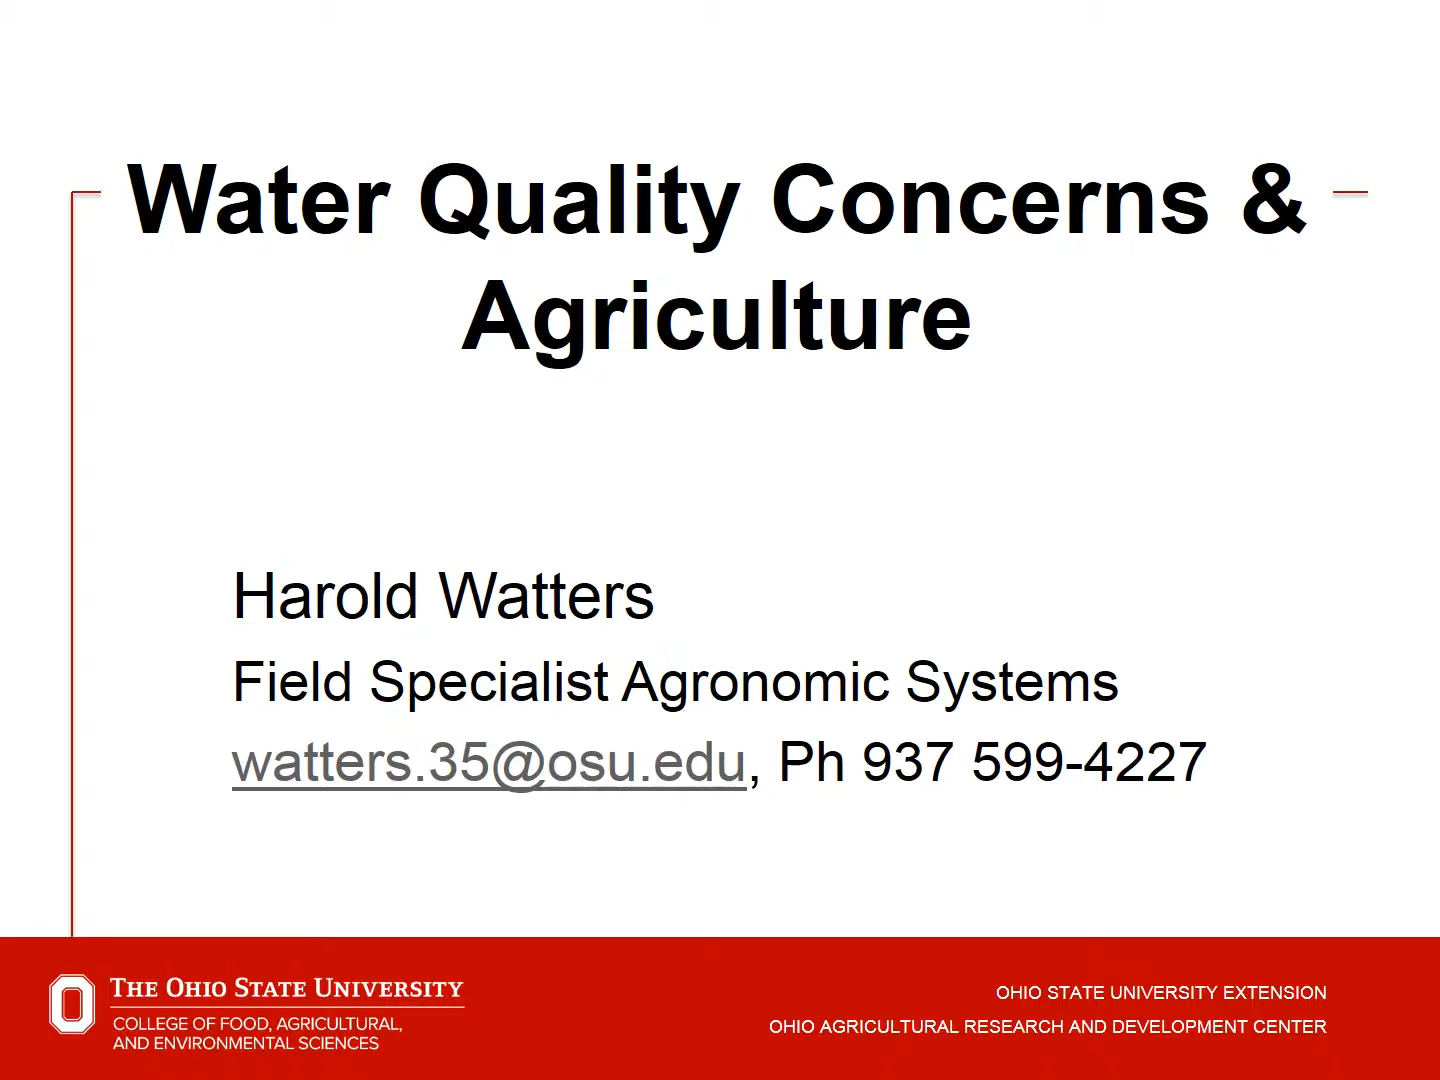 Water Quality Concerns &
Agriculture
Harold Watters
Field Specialist Agronomic Systems
watters.35@osu.edu, Ph 937 599-4227
THE OHIO STATE UNIVERSITY
COLLEGE OF FOOD, AGRICULTURAL,
AND ENVIRONMENTAL SCIENCES
OHIO STATE UNIVERSITY EXTENSION
OHIO AGRICULTURAL RESEARCH AND DEVELOPMENT CENTER